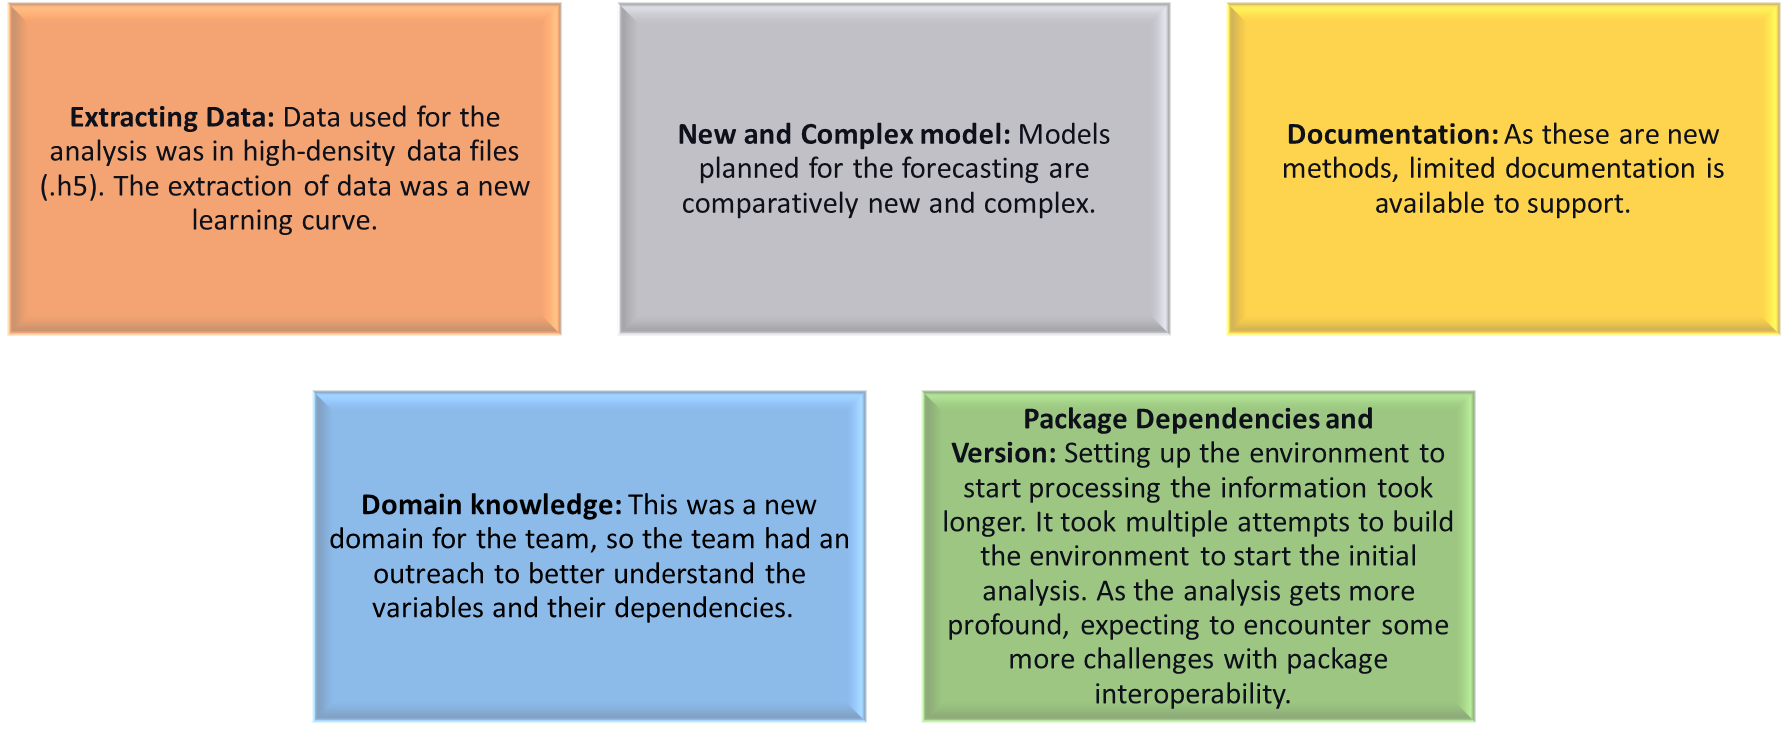 Extracting Data: Data used for the
analysis was in high-density data files
(.h5). The extraction of data was a new
learning curve.
New and Complex model: Models
planned for the forecasting are
comparatively new and complex.
Documentation: As these are new
methods, limited documentation is
available to support.
Domain knowledge: This was a new
domain for the team, so the team had an
outreach to better understand the
variables and their dependencies.
Package Dependencies and
Version: Setting up the environment to
start processing the information took
longer. It took multiple attempts to build
the environment to start the initial
analysis. As the analysis gets more
profound, expecting to encounter some
more challenges with package
interoperability.